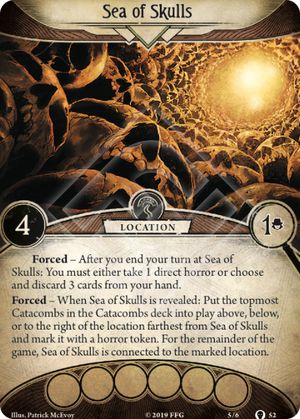 Sea of Skulls
4
LOCATION
1
Forced – After you end your turn at Sea of
Skulls: You must either take 1 direct horror or choose
and discard 3 cards from your hand.
Forced – When Sea of Skulls is revealed: Put the topmost
Catacombs in the Catacombs deck into play above, below,
or to the right of the location farthest from Sea of Skulls
and mark it with a horror token. For the remainder of the
game, Sea of Skulls is connected to the marked location.
Illus. Patrick McEvoy
© 2019 FFG
5/6
52